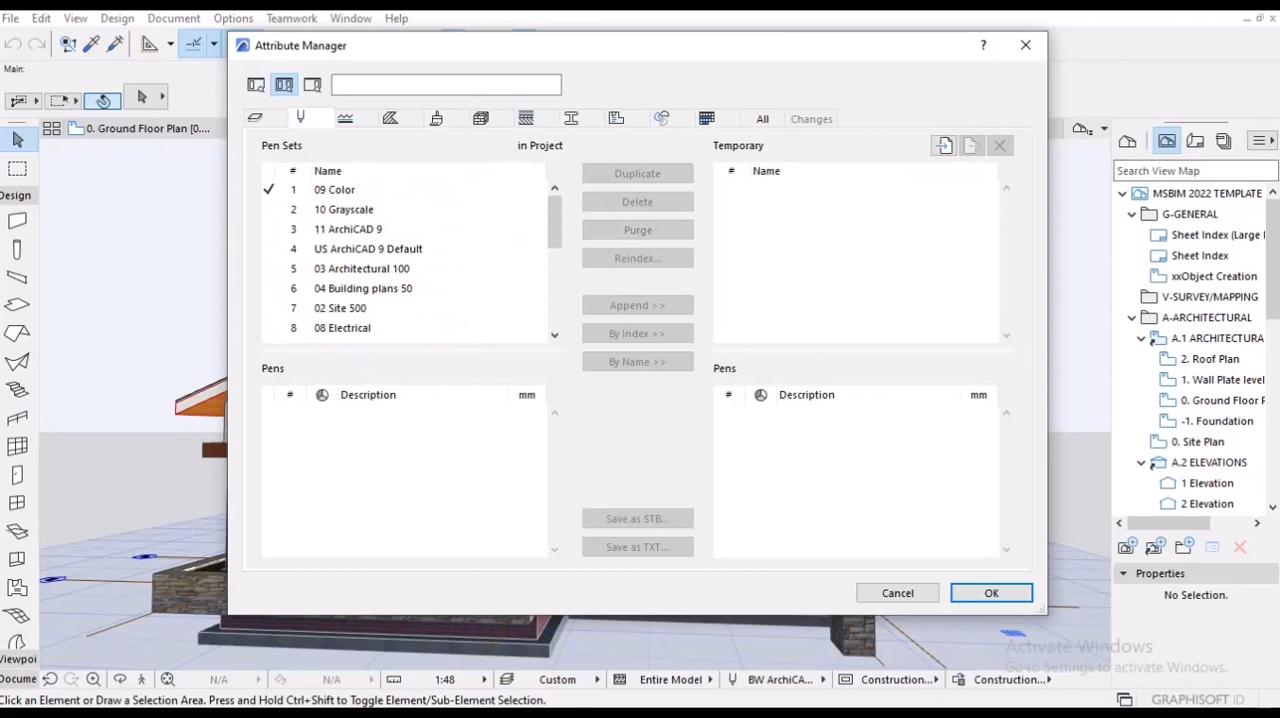 File Edit View Design Document Options Teamwork Window Help
Attribute Manager
?
Main:
0. Ground Floor Plan [0....
All
Changes
Pen Sets in Project
# Name
1 09 Color
2 10 Grayscale
3 11 ArchiCAD 9
4 US ArchiCAD 9 Default
5 03 Architectural 100
6 04 Building plans 50
7 02 Site 500
8 08 Electrical
Pens
# Description mm
Duplicate
Delete
Purge
Reindex...
Append >>
By Index >>
By Name >>
Save as STB...
Save as TXT...
Temporary
# Name
Pens
# Description mm
Cancel
OK
Design
Viewpoi
Docume
Search View Map
MSBIM 2022 TEMPLATE
G-GENERAL
Sheet Index (Large
Sheet Index
xxObject Creation
V-SURVEY/MAPPING
A-ARCHITECTURAL
A.1 ARCHITECTURA
2. Roof Plan
1. Wall Plate level
0. Ground Floor
-1. Foundation
0. Site Plan
A.2 ELEVATIONS
1 Elevation
2 Elevation
Properties
No Selection.
Activate Windows
Go to Settings to activate Windows.
N/A N/A 1:48 Custom Entire Model BW ArchiCA... Construction... Construction...
Click an Element or Draw a Selection Area. Press and Hold Ctrl+Shift to Toggle Element/Sub-Element Selection.
GRAPHISOFT ID